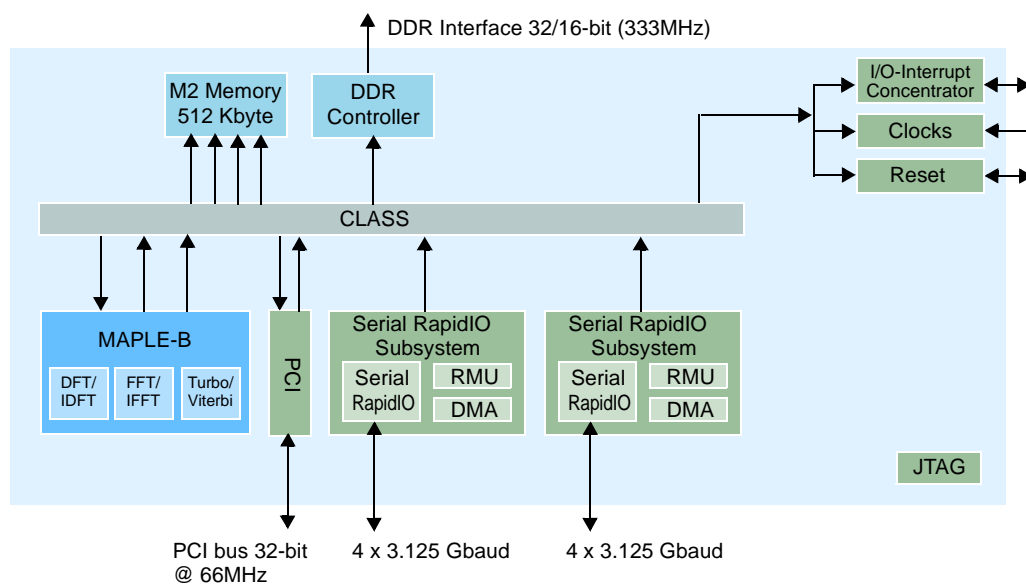 DDR Interface 32/16-bit (333MHz)
M2 Memory
512 Kbyte
DDR
Controller
I/O-Interrupt
Concentrator
Clocks
Reset
CLASS
MAPLE-B
DFT/
IDFT
FFT/
IFFT
Turbo/
Viterbi
PCI
Serial RapidIO
Subsystem
Serial
RapidIO
RMU
DMA
Serial RapidIO
Subsystem
Serial
RapidIO
RMU
DMA
JTAG
PCI bus 32-bit
@ 66MHz
4 x 3.125 Gbaud
4 x 3.125 Gbaud